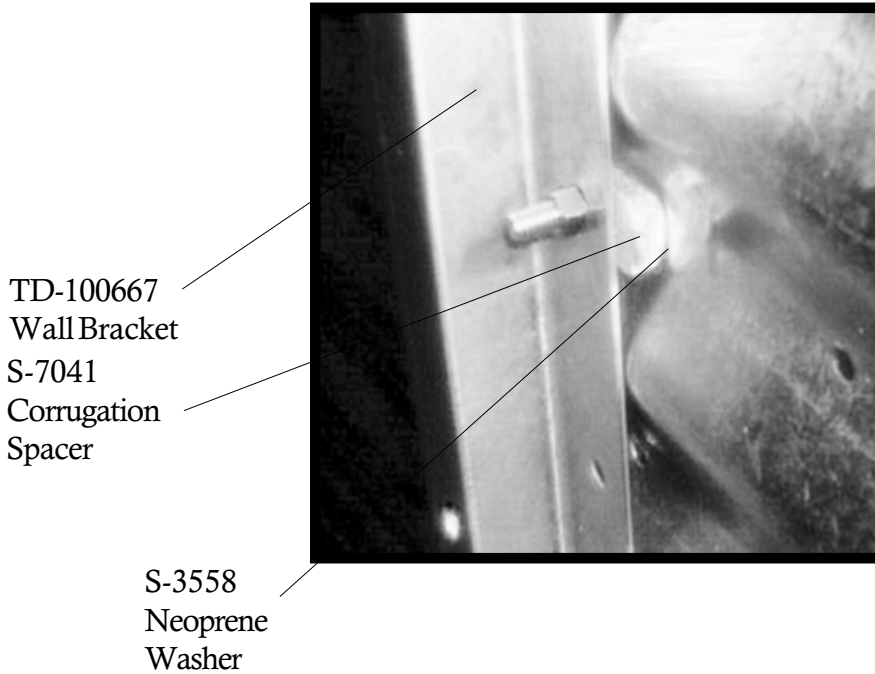 TD-100667
Wall Bracket
S-7041
Corrugation
Spacer
S-3558
Neoprene
Washer